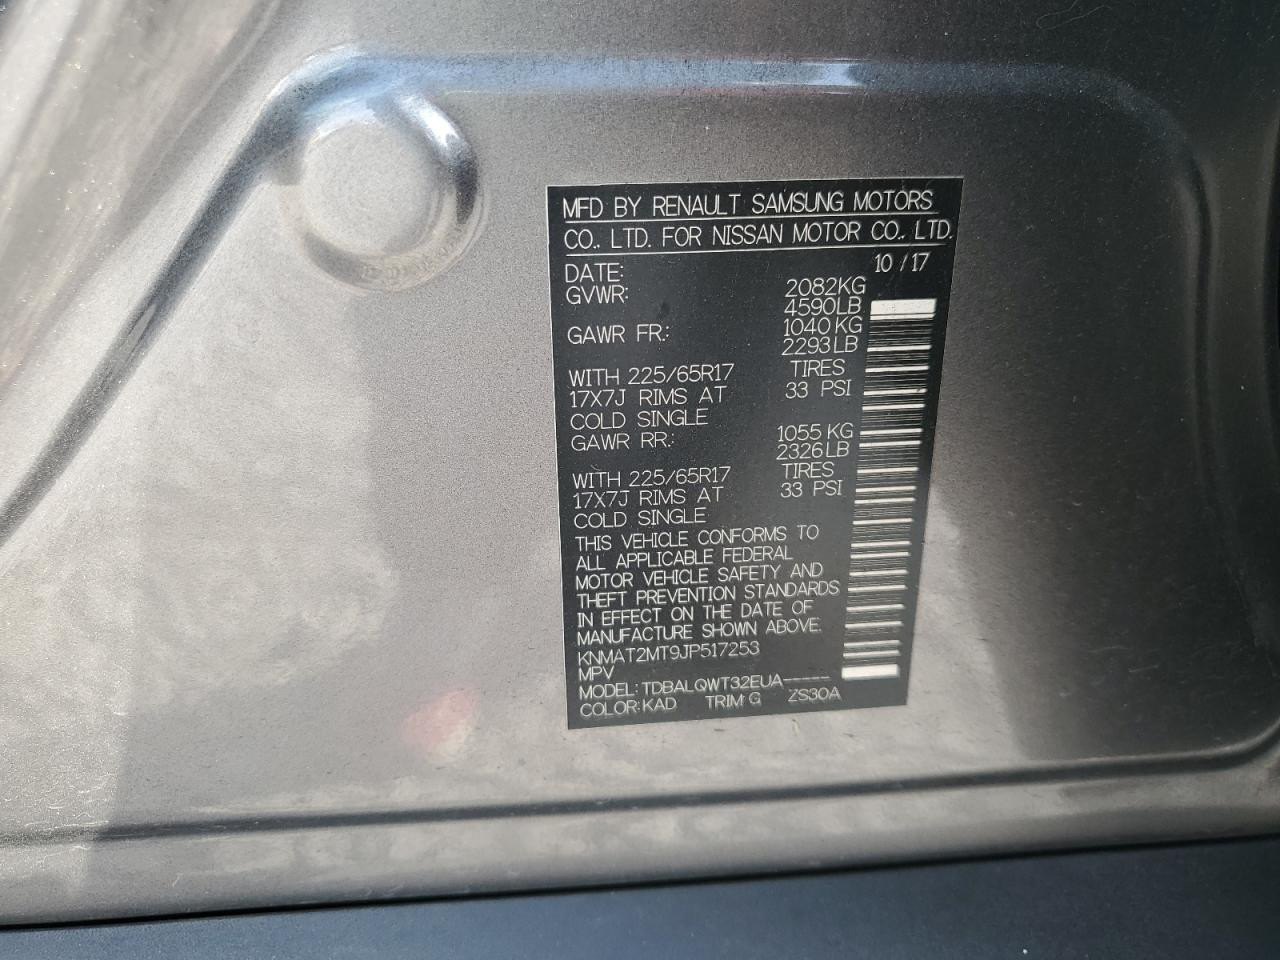 MFD BY RENAULT SAMSUNG MOTORS
CO., LTD. FOR NISSAN MOTOR CO., LTD.
DATE: 10 / 17
GVWR: 2082KG
4590LB
GAWR FR: 1040KG
2293LB
WITH 225/65R17 TIRES
17X7J RIMS AT 33 PSI
COLD SINGLE
GAWR RR: 1055KG
2326LB
WITH 225/65R17 TIRES
17X7J RIMS AT 33 PSI
COLD SINGLE
THIS VEHICLE CONFORMS TO
ALL APPLICABLE FEDERAL
MOTOR VEHICLE SAFETY AND
THEFT PREVENTION STANDARDS
IN EFFECT ON THE DATE OF
MANUFACTURE SHOWN ABOVE.
KNMAT2MT9JP517253
MPV
MODEL: TDBALQWT32EUA-----
COLOR: KAD TRIM: G ZS30A